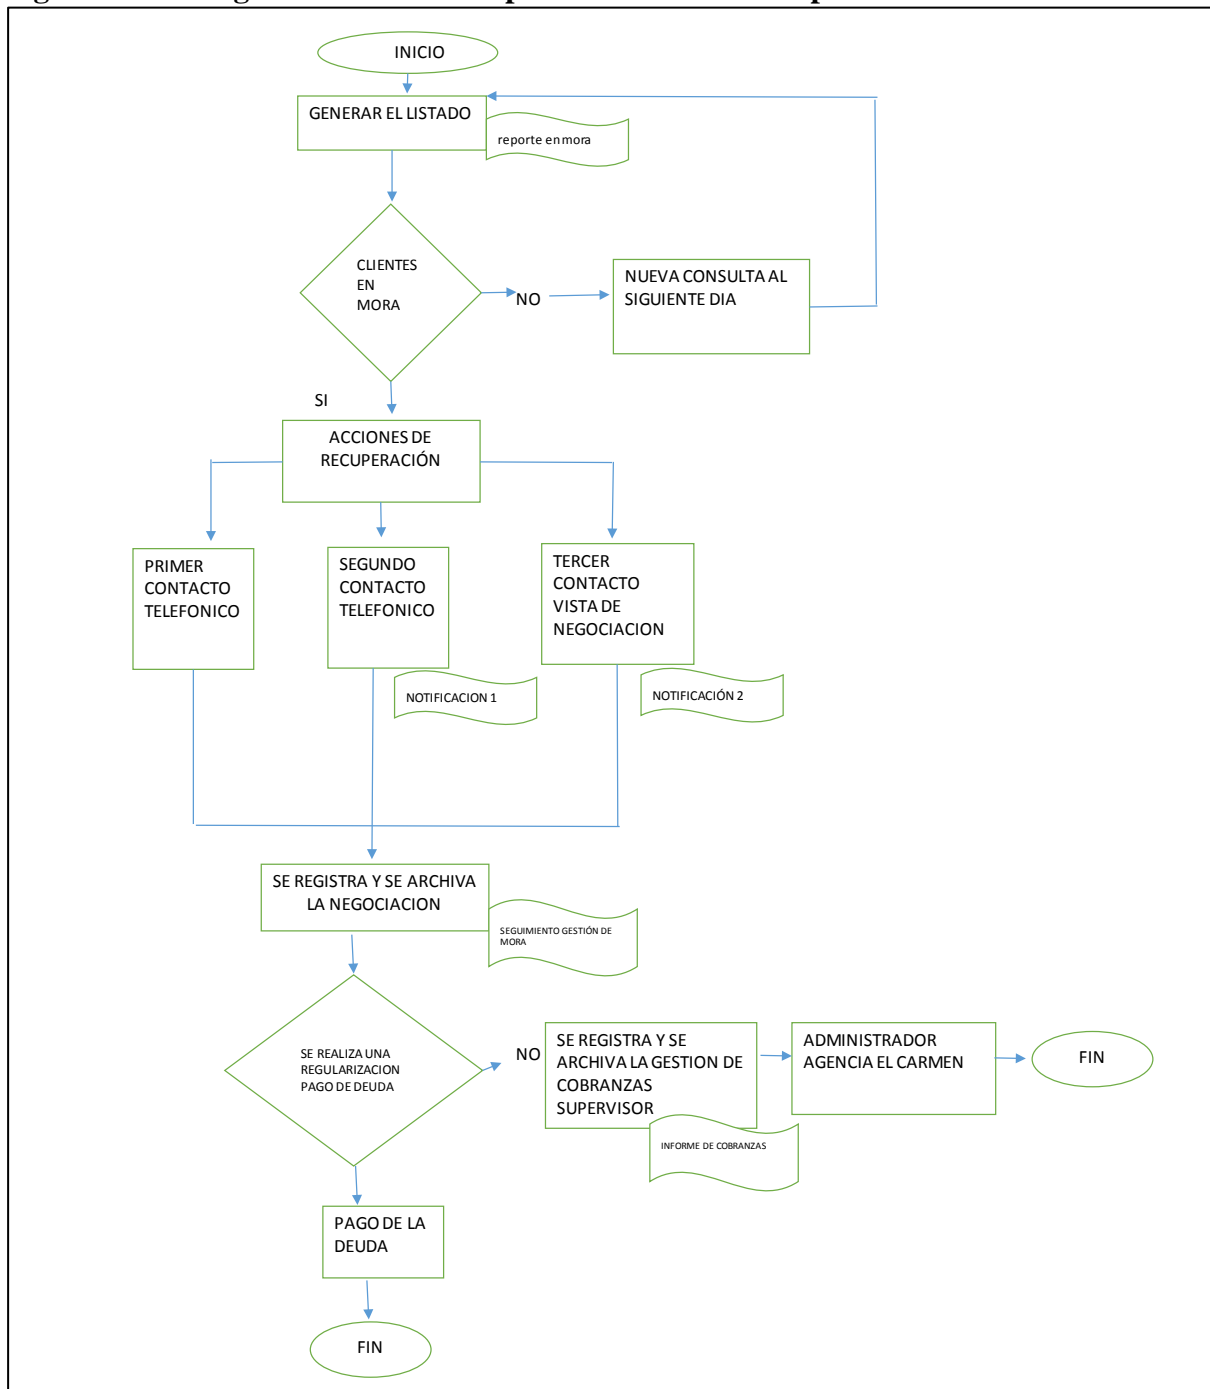 INICIO
GENERAR EL LISTADO
reporte en mora
CLIENTES
EN
MORA
NO
NUEVA CONSULTA AL
SIGUIENTE DIA
SI
ACCIONES DE
RECUPERACIÓN
PRIMER
CONTACTO
TELEFONICO
SEGUNDO
CONTACTO
TELEFONICO
TERCER
CONTACTO
VISTA DE
NEGOCIACION
NOTIFICACION 1
NOTIFICACIÓN 2
SE REGISTRA Y SE ARCHIVA
LA NEGOCIACION
SEGUIMIENTO GESTIÓN DE
MORA
SE REALIZA UNA
REGULARIZACION
PAGO DE DEUDA
NO
SE REGISTRA Y SE
ARCHIVA LA GESTION DE
COBRANZAS
SUPERVISOR
INFORME DE COBRANZAS
ADMINISTRADOR
AGENCIA EL CARMEN
FIN
PAGO DE LA
DEUDA
FIN